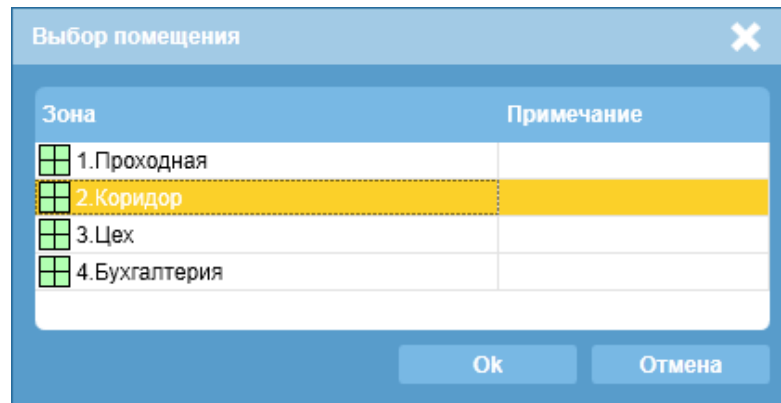 Выбор помещения
Зона Примечание
1.Проходная
2.Коридор
3.Цех
4.Бухгалтерия
Ok Отмена